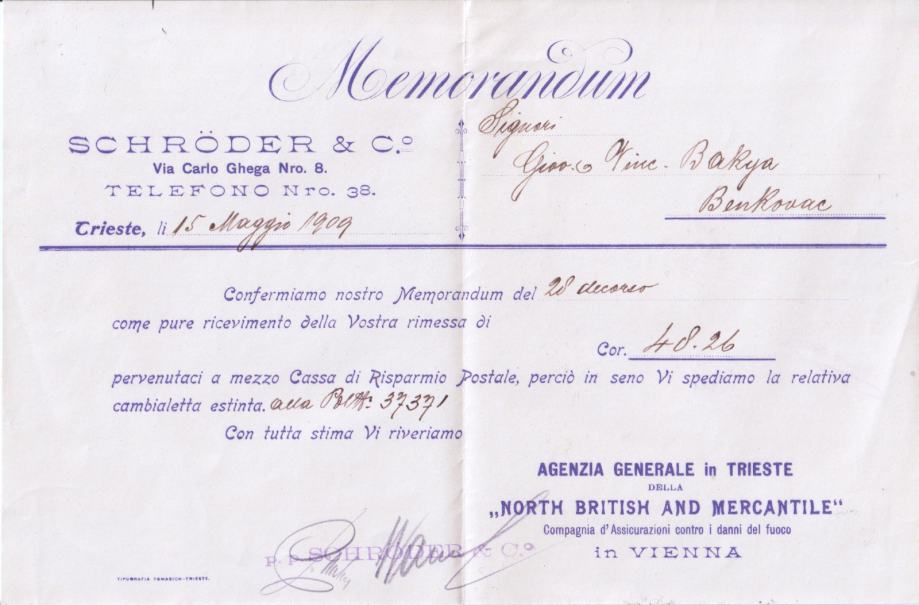 Memorandum
SCHRÖDER & Cº
Via Carlo Ghega Nro. 8.
TELEFONO Nro. 38.
Trieste, li 15 Maggio 1909
Signori
Giov. e Vinc. Bakya
Benkovac
Confermiamo nostro Memorandum del 28 decorso
come pure ricevimento della Vostra rimessa di
Cor. 48.26
pervenutaci a mezzo Cassa di Risparmio Postale, perciò in seno Vi spediamo la relativa
cambialetta estinta. alla 37371
Con tutta stima Vi riveriamo
AGENZIA GENERALE in TRIESTE
DELLA
„NORTH BRITISH AND MERCANTILE“
Compagnia d'Assicurazioni contro i danni del fuoco
in VIENNA
p. p. SCHRÖDER & Cº
TIPOGRAFIA TOMASICH-TRIESTE.